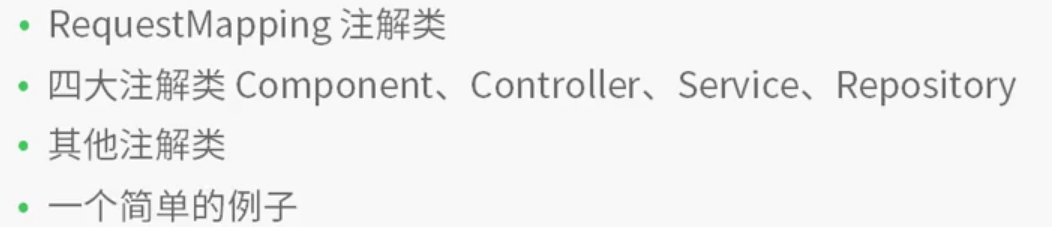 • RequestMapping 注解类
• 四大注解类 Component、Controller、Service、Repository
• 其他注解类
• 一个简单的例子